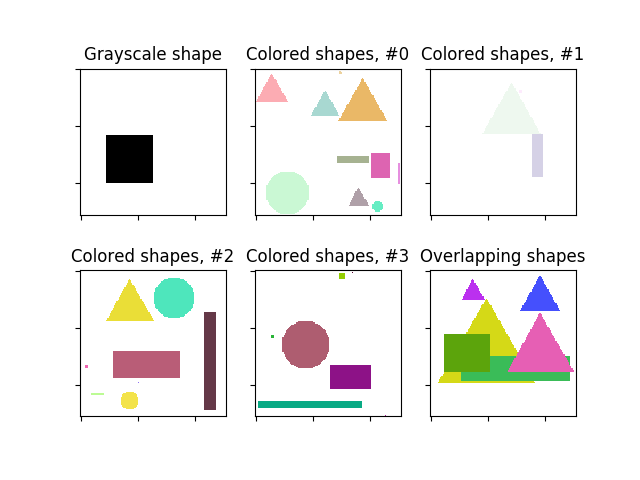 Grayscale shape
Colored shapes, #0
Colored shapes, #1
Colored shapes, #2
Colored shapes, #3
Overlapping shapes